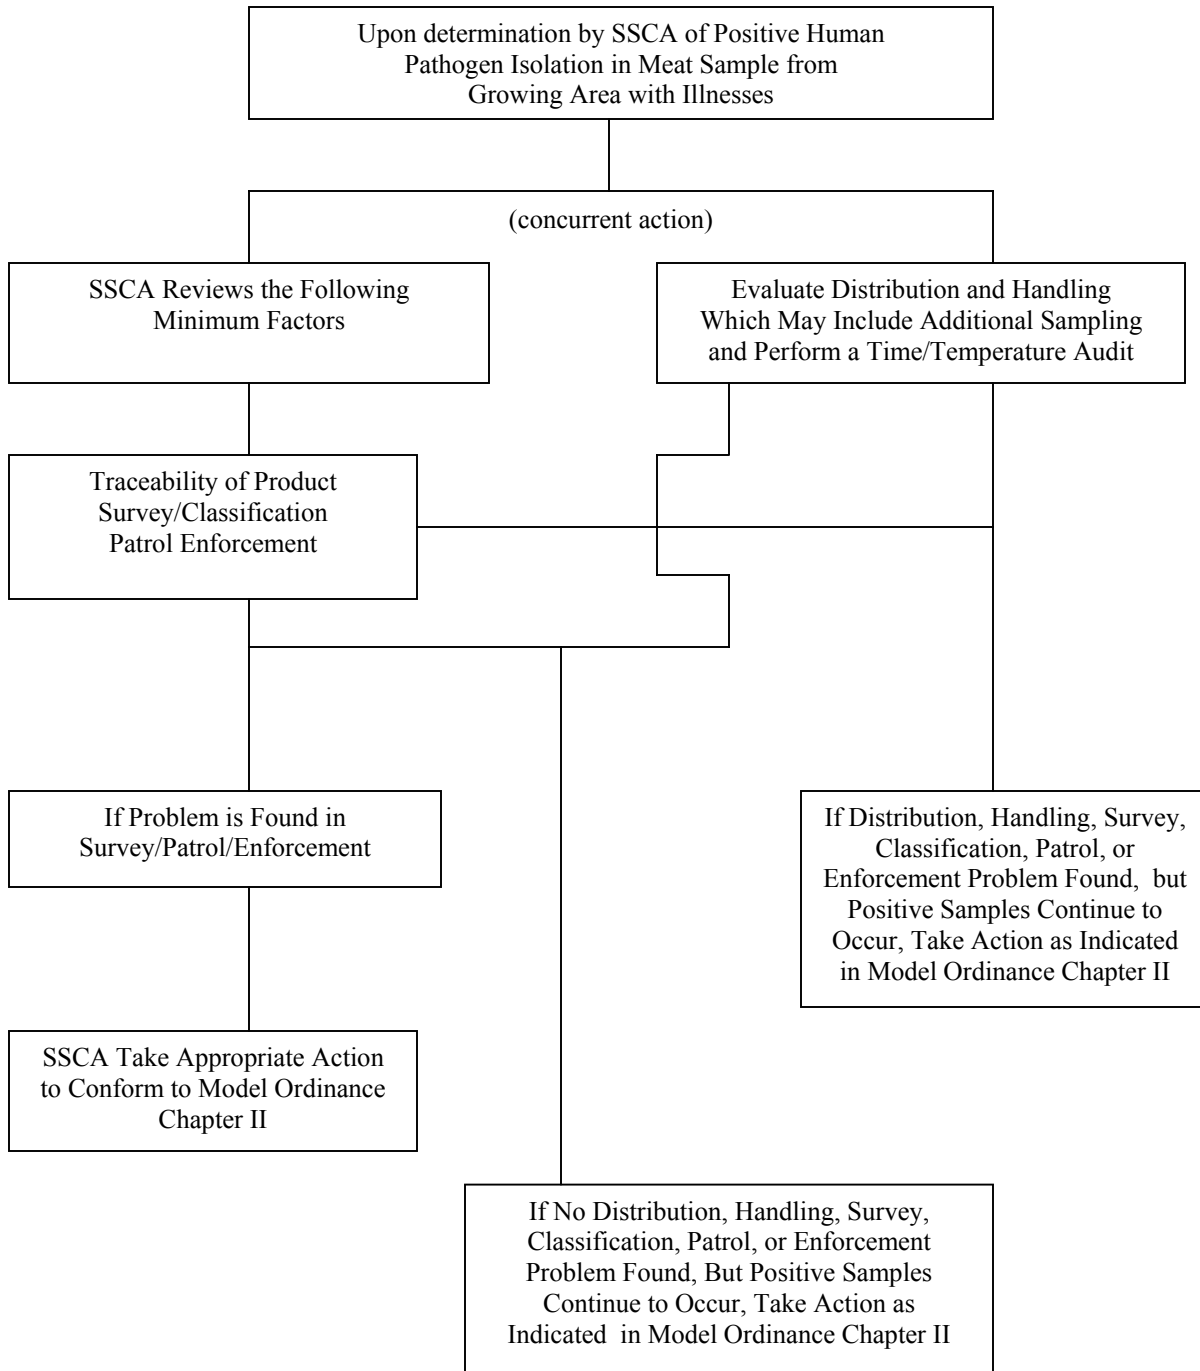 Upon determination by SSCA of Positive Human
Pathogen Isolation in Meat Sample from
Growing Area with Illnesses
(concurrent action)
SSCA Reviews the Following
Minimum Factors
Evaluate Distribution and Handling
Which May Include Additional Sampling
and Perform a Time/Temperature Audit
Traceability of Product
Survey/Classification
Patrol Enforcement
If Problem is Found in
Survey/Patrol/Enforcement
If Distribution, Handling, Survey,
Classification, Patrol, or
Enforcement Problem Found, but
Positive Samples Continue to
Occur, Take Action as Indicated
in Model Ordinance Chapter II
SSCA Take Appropriate Action
to Conform to Model Ordinance
Chapter II
If No Distribution, Handling, Survey,
Classification, Patrol, or Enforcement
Problem Found, But Positive Samples
Continue to Occur, Take Action as
Indicated in Model Ordinance Chapter II